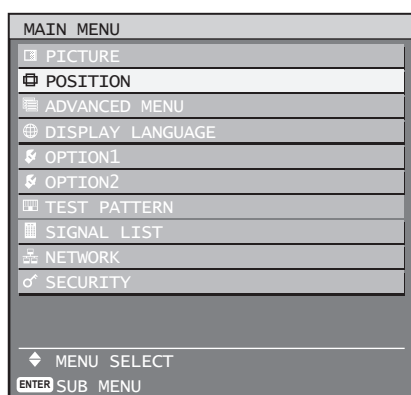 MAIN MENU
PICTURE
POSITION
ADVANCED MENU
DISPLAY LANGUAGE
OPTION1
OPTION2
TEST PATTERN
SIGNAL LIST
NETWORK
SECURITY
MENU SELECT
ENTER SUB MENU